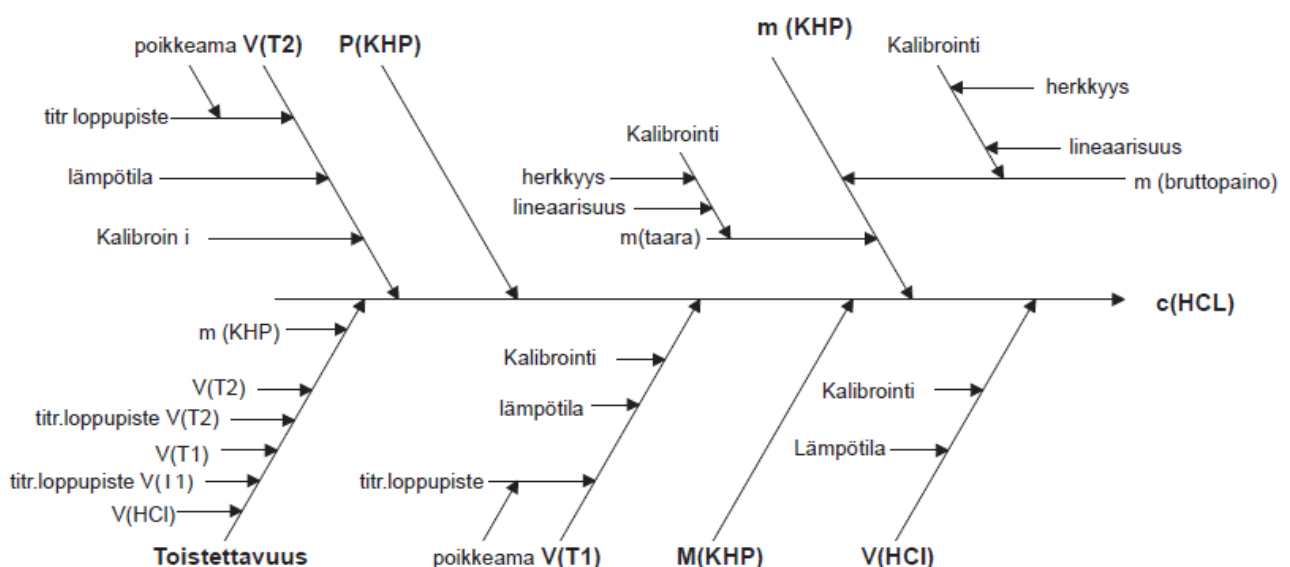 poikkeama V(T2)
P(KHP)
m (KHP)
Kalibrointi
herkkyys
titr loppupiste
Kalibrointi
lineaarisuus
lämpötila
herkkyys
m (bruttopaino)
lineaarisuus
Kalibroin i
m(taara)
c(HCL)
m (KHP)
Kalibrointi
V(T2)
Kalibrointi
lämpötila
titr.loppupiste V(T2)
V(T1)
Lämpötila
titr.loppupiste V(T1)
titr.loppupiste
V(HCl)
Toistettavuus
poikkeama V(T1)
M(KHP)
V(HCl)